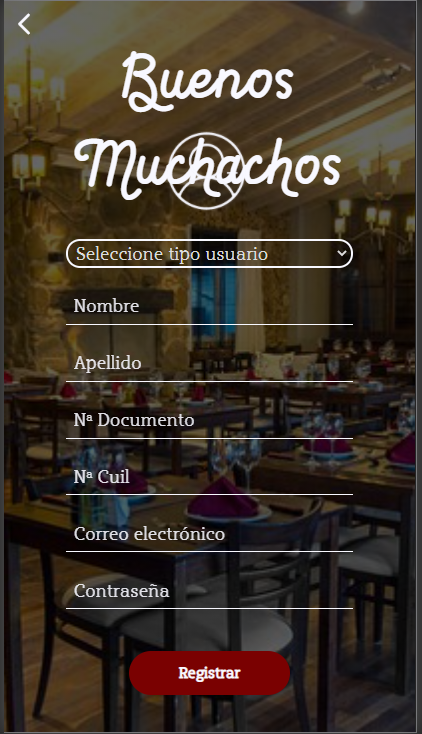 Buenos
Muchachos
Seleccione tipo usuario
Nombre
Apellido
Nª Documento
Nª Cuil
Correo electrónico
Contraseña
Registrar